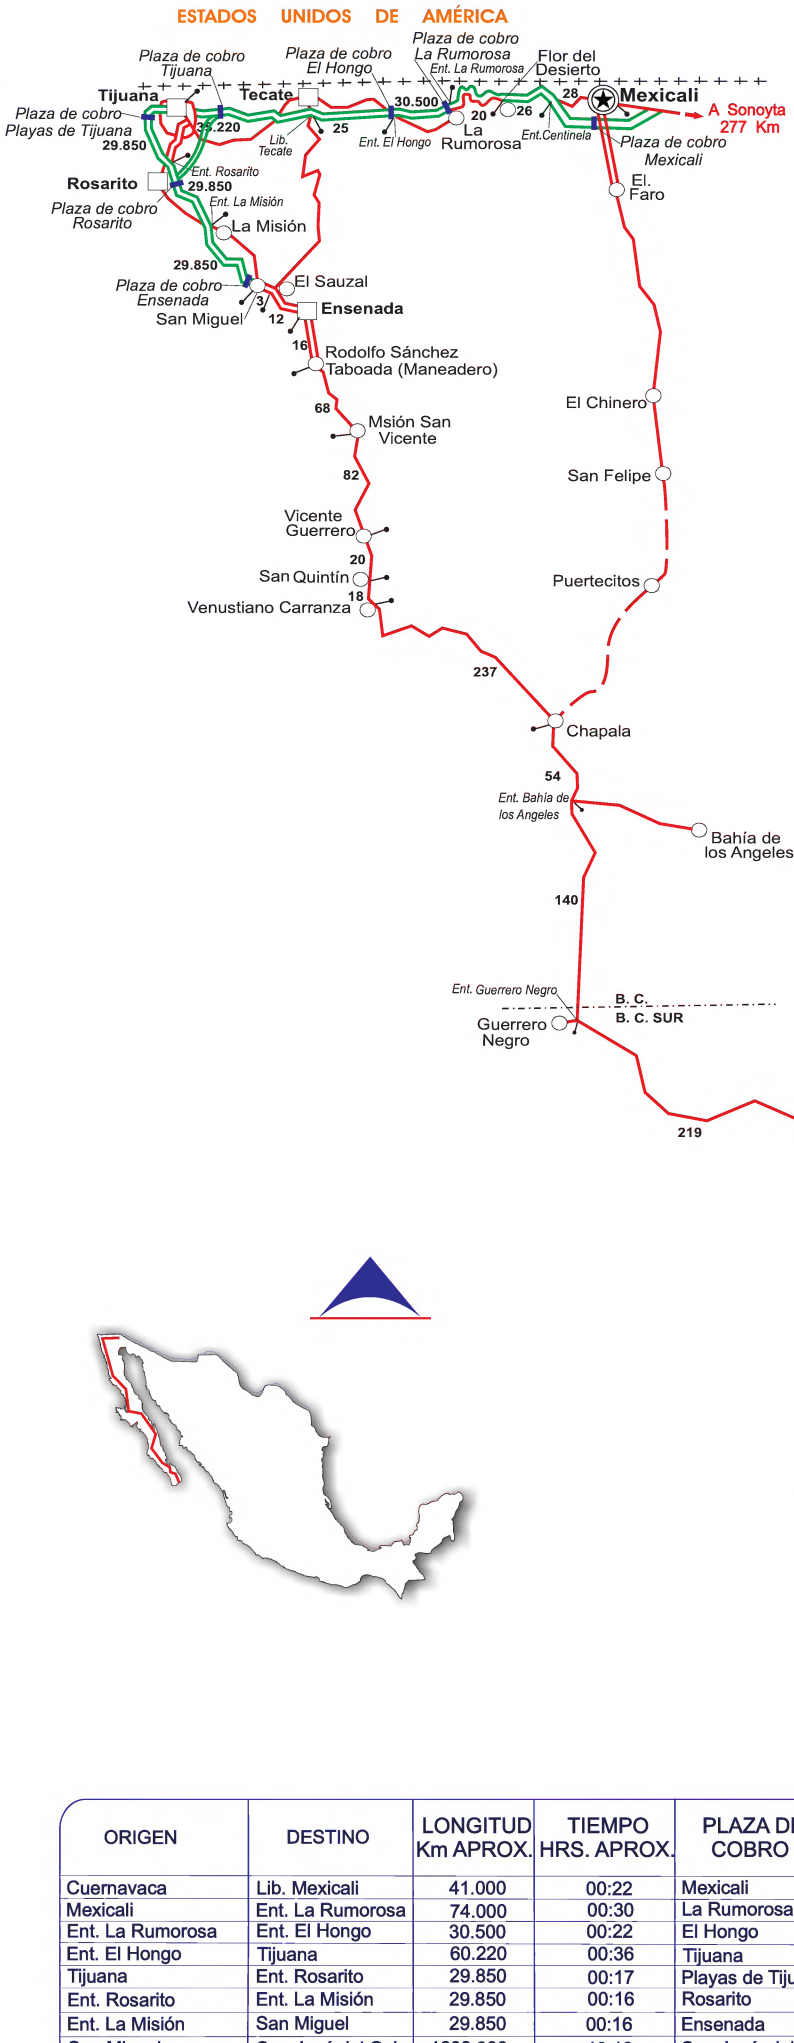 ESTADOS UNIDOS DE AMÉRICA
Plaza de cobro
La Rumorosa
Plaza de cobro
Tijuana
Plaza de cobro
El Hongo
Ent. La Rumorosa
Flor del
Desierto
Tijuana
Tecate
30.500
28
Mexicali
Plaza de cobro
Playas de Tijuana
35.220
Lib.
Tecate
25
Ent. El Hongo
20
La
Rumorosa
26
Ent.Centinela
A Sonoyta
277 Km
Plaza de cobro
Mexicali
29.850
Ent. Rosarito
Rosarito
29.850
El.
Faro
Plaza de cobro
Rosarito
Ent. La Misión
La Misión
29.850
Plaza de cobro
Ensenada
El Sauzal
3
San Miguel
12
Ensenada
16
Rodolfo Sánchez
Taboada (Maneadero)
68
El Chinero
Msión San
Vicente
82
San Felipe
Vicente
Guerrero
20
San Quintín
Puertecitos
18
Venustiano Carranza
237
Chapala
54
Ent. Bahía de
los Angeles
Bahía de
los Angeles
140
Ent. Guerrero Negro
B. C.
B. C. SUR
Guerrero
Negro
219
ORIGEN DESTINO LONGITUD Km APROX. TIEMPO HRS. APROX. PLAZA DE COBRO
Cuernavaca Lib. Mexicali 41.000 00:22 Mexicali
Mexicali Ent. La Rumorosa 74.000 00:30 La Rumorosa
Ent. La Rumorosa Ent. El Hongo 30.500 00:22 El Hongo
Ent. El Hongo Tijuana 60.220 00:36 Tijuana
Tijuana Ent. Rosarito 29.850 00:17 Playas de Tiju
Ent. Rosarito Ent. La Misión 29.850 00:16 Rosarito
Ent. La Misión San Miguel 29.850 00:16 Ensenada